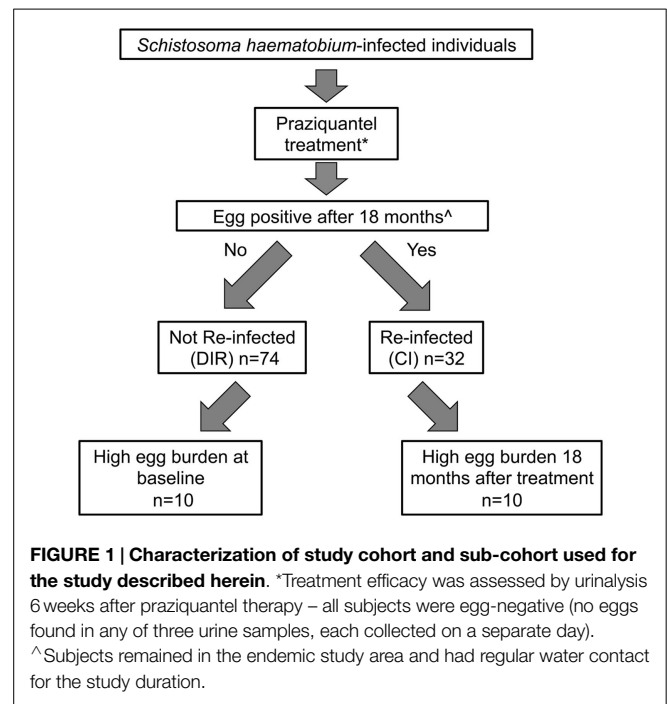 Schistosoma haematobium-infected individuals
Praziquantel
treatment*
Egg positive after 18 months^
No
Yes
Not Re-infected
(DIR) n=74
Re-infected
(CI) n=32
High egg burden at
baseline
n=10
High egg burden 18
months after treatment
n=10
FIGURE 1 | Characterization of study cohort and sub-cohort used for
the study described herein. *Treatment efficacy was assessed by urinalysis
6 weeks after praziquantel therapy – all subjects were egg-negative (no eggs
found in any of three urine samples, each collected on a separate day).
^Subjects remained in the endemic study area and had regular water contact
for the study duration.